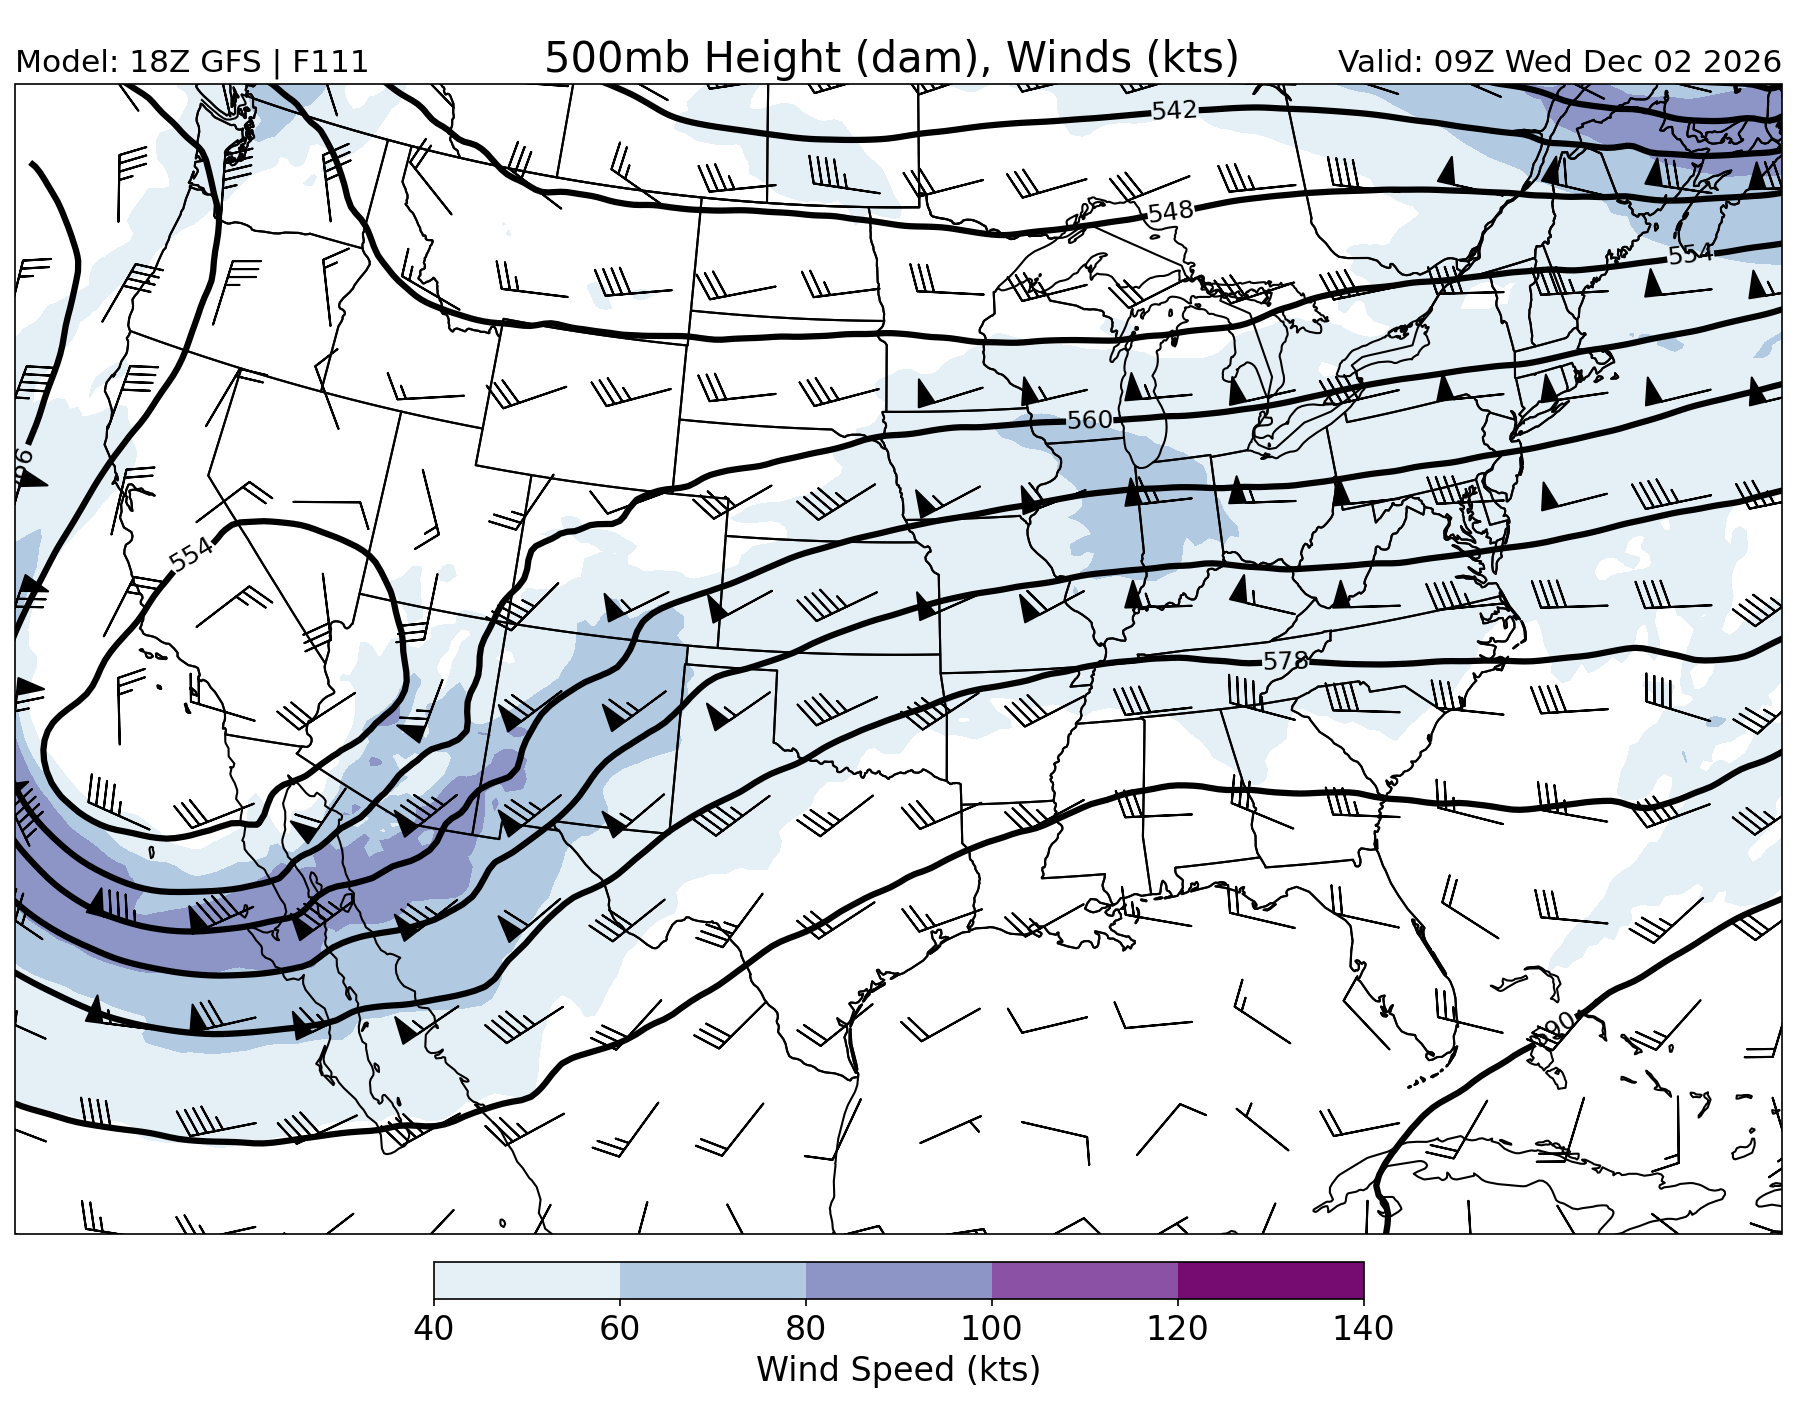 Model: 18Z GFS | F111
500mb Height (dam), Winds (kts)
Valid: 09Z Wed Dec 02 2026
542
548
554
560
554
578
590
40 60 80 100 120 140
Wind Speed (kts)